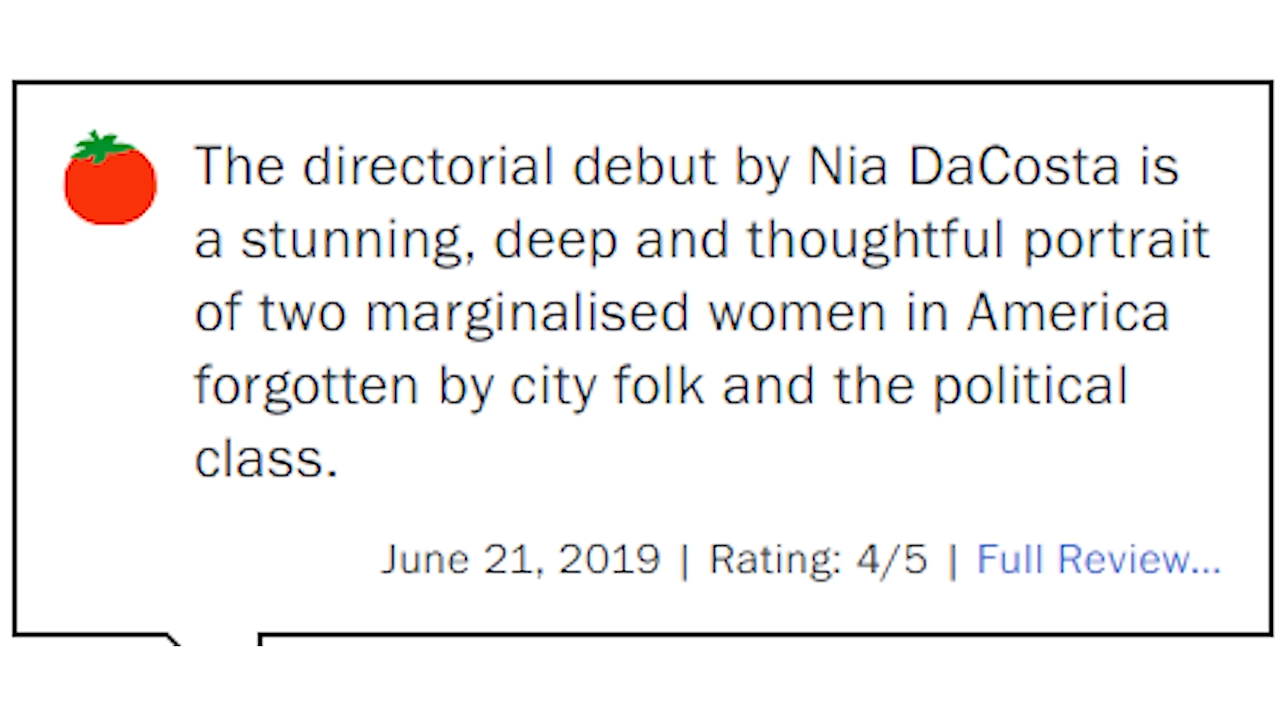 The directorial debut by Nia DaCosta is
a stunning, deep and thoughtful portrait
of two marginalised women in America
forgotten by city folk and the political
class.
June 21, 2019 | Rating: 4/5 | Full Review...